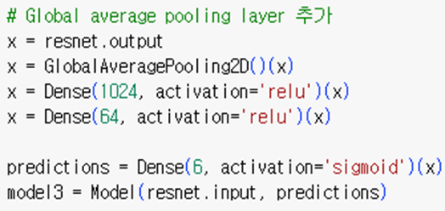 # Global average pooling layer 추가
x = resnet.output
x = GlobalAveragePooling2D()(x)
x = Dense(1024, activation='relu')(x)
x = Dense(64, activation='relu')(x)
predictions = Dense(6, activation='sigmoid')(x)
model3 = Model(resnet.input, predictions)